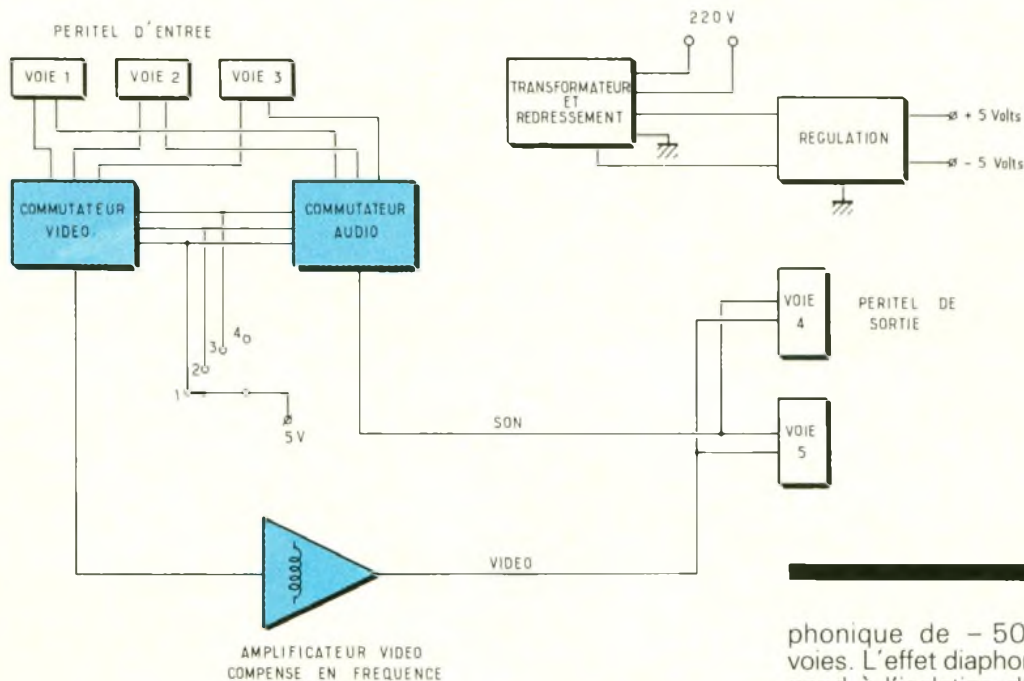 PERITEL D'ENTREE
VOIE 1
VOIE 2
VOIE 3
COMMUTATEUR
VIDEO
COMMUTATEUR
AUDIO
1
2
3
4
5V
220V
TRANSFORMATEUR
ET
REDRESSEMENT
REGULATION
+ 5 Volts
- 5 Volts
VOIE
4
PERITEL DE
SORTIE
VOIE
5
SON
VIDEO
AMPLIFICATEUR VIDEO
COMPENSE EN FREQUENCE
phonique de – 50
voies. L'effet diaphon